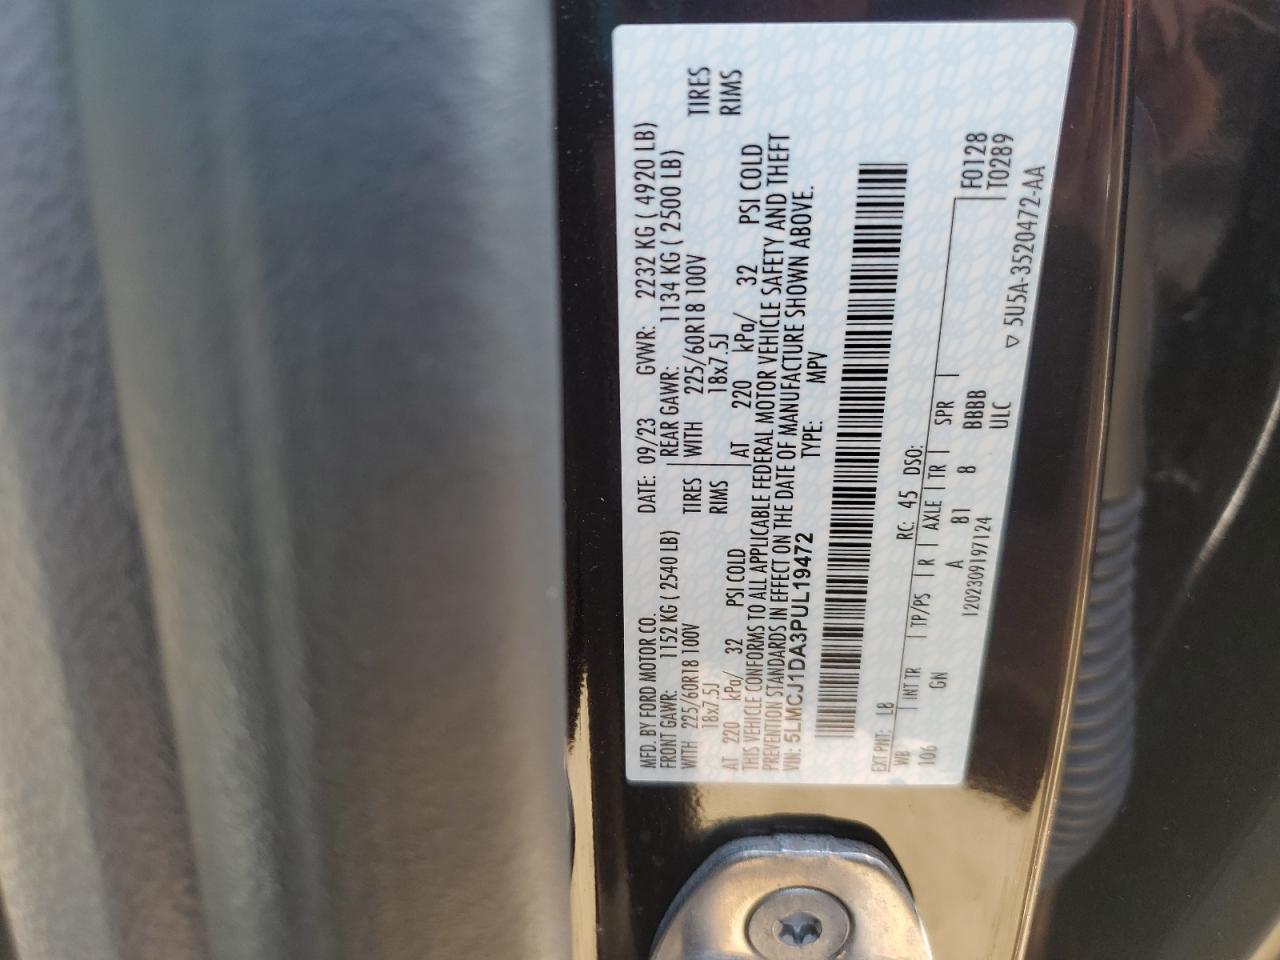 MFD. BY FORD MOTOR CO.
DATE: 09/23 GVWR: 2232 KG ( 4920 LB)
FRONT GAWR: 1152 KG ( 2540 LB) REAR GAWR: 1134 KG ( 2500 LB)
WITH 225/60R18 100V TIRES WITH 225/60R18 100V TIRES
18x7.5J RIMS 18x7.5J RIMS
AT 220 kPa/ 32 PSI COLD AT 220 kPa/ 32 PSI COLD
THIS VEHICLE CONFORMS TO ALL APPLICABLE FEDERAL MOTOR VEHICLE SAFETY AND THEFT
PREVENTION STANDARDS IN EFFECT ON THE DATE OF MANUFACTURE SHOWN ABOVE.
VIN: 5LMCJ1DA3PUL19472 TYPE: MPV
EXT PNT: LB RC: 45 DSO:
WB INT TR TP/PS R AXLE TR SPR F0128
106 GN A 81 8 BBBB T0289
1202309197124 ULC
▽ 5U5A-3520472-AA